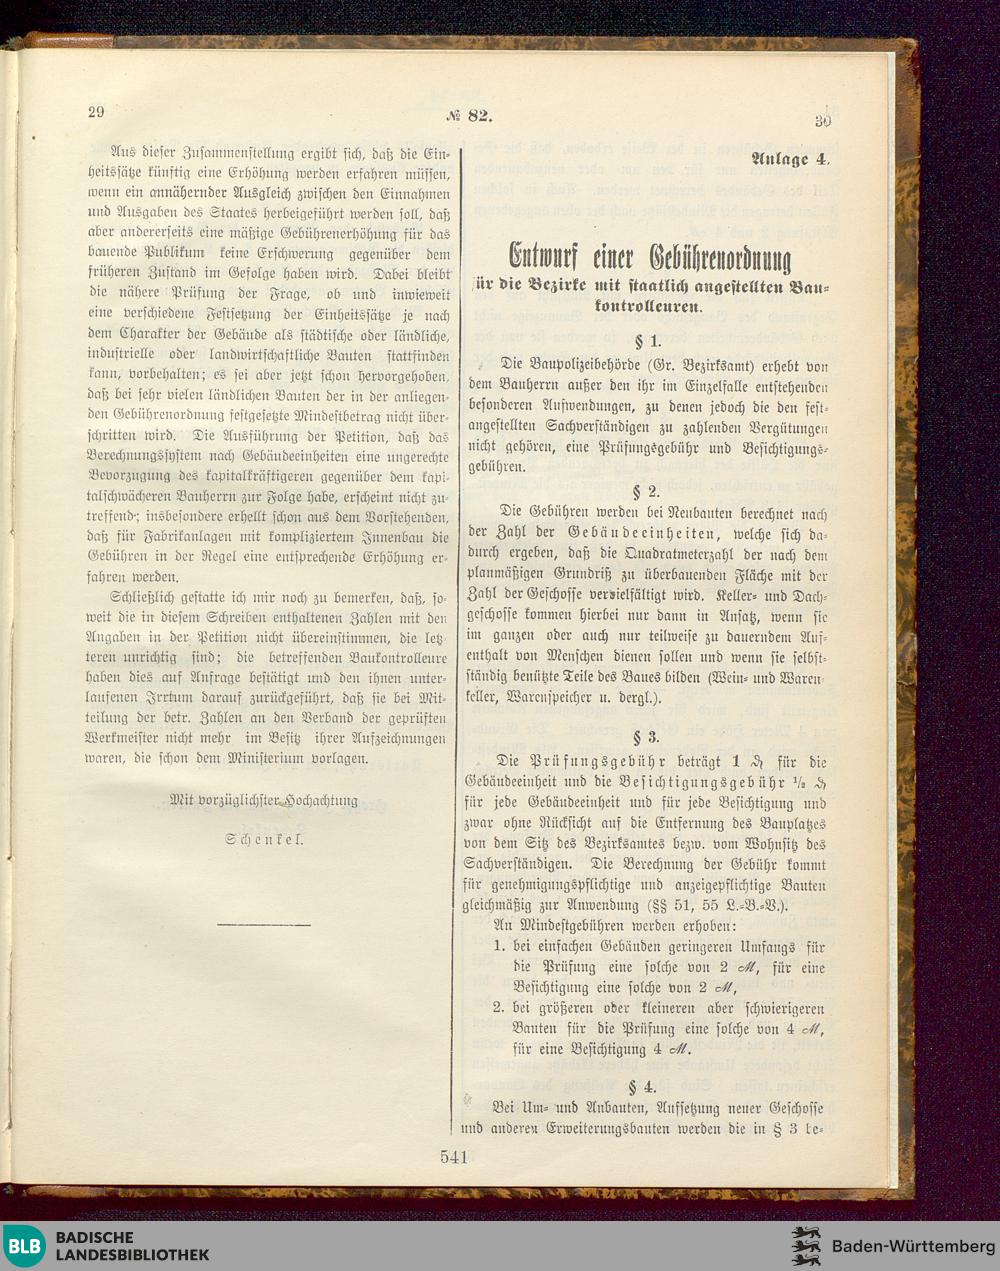 29
№ 82.
30
Aus dieser Zusammenstellung ergibt sich, daß die Ein-
heitssätze künftig eine Erhöhung werden erfahren müssen,
wenn ein annähernder Ausgleich zwischen den Einnahmen
und Ausgaben des Staates herbeigeführt werden soll, daß
aber andererseits eine mäßige Gebührenerhöhung für das
bauende Publikum keine Erschwerung gegenüber dem
früheren Zustand im Gefolge haben wird. Dabei bleibt
die nähere Prüfung der Frage, ob und inwieweit
eine verschiedene Festsetzung der Einheitssätze je nach
dem Charakter der Gebäude als städtische oder ländliche,
industrielle oder landwirtschaftliche Bauten stattfinden
kann, vorbehalten; es sei aber jetzt schon hervorgehoben,
daß bei sehr vielen ländlichen Bauten der in der anliegen-
den Gebührenordnung festgesetzte Mindestbetrag nicht über-
schritten wird. Die Ausführung der Petition, daß das
Berechnungssystem nach Gebäudeeinheiten eine ungerechte
Bevorzugung des kapitalkräftigeren gegenüber dem kapi-
talschwächeren Bauherrn zur Folge habe, erscheint nicht zu-
treffend; insbesondere erhellt schon aus dem Vorstehenden,
daß für Fabrikanlagen mit kompliziertem Innenbau die
Gebühren in der Regel eine entsprechende Erhöhung er-
fahren werden.
Schließlich gestatte ich mir noch zu bemerken, daß, so-
weit die in diesem Schreiben enthaltenen Zahlen mit den
Angaben in der Petition nicht übereinstimmen, die letz-
teren unrichtig sind; die betreffenden Baukontrolleure
haben dies auf Anfrage bestätigt und den ihnen unter-
laufenen Irrtum darauf zurückgeführt, daß sie bei Mit-
teilung der betr. Zahlen an den Verband der geprüften
Werkmeister nicht mehr im Besitz ihrer Aufzeichnungen
waren, die schon dem Ministerium vorlagen.
Mit vorzüglichster Hochachtung
Schenkel.
Anlage 4.
Entwurf einer Gebührenordnung
für die Bezirke mit staatlich angestellten Bau-
kontrolleuren.
§ 1.
Die Baupolizeibehörde (Gr. Bezirksamt) erhebt von
dem Bauherrn außer den ihr im Einzelfalle entstehenden
besonderen Aufwendungen, zu denen jedoch die den fest-
angestellten Sachverständigen zu zahlenden Vergütungen
nicht gehören, eine Prüfungsgebühr und Besichtigungs-
gebühren.
§ 2.
Die Gebühren werden bei Neubauten berechnet nach
der Zahl der Gebäudeeinheiten, welche sich da-
durch ergeben, daß die Quadratmeterzahl der nach dem
planmäßigen Grundriß zu überbauenden Fläche mit der
Zahl der Geschosse vervielfältigt wird. Keller- und Dach-
geschosse kommen hierbei nur dann in Ansatz, wenn sie
im ganzen oder auch nur teilweise zu dauerndem Auf-
enthalt von Menschen dienen sollen und wenn sie selbst-
ständig benützte Teile des Baues bilden (Wein- und Waren-
keller, Warenspeicher u. dergl.).
§ 3.
Die Prüfungsgebühr beträgt 1 ₰ für die
Gebäudeeinheit und die Besichtigungsgebühr ½ ₰
für jede Gebäudeeinheit und für jede Besichtigung und
zwar ohne Rücksicht auf die Entfernung des Bauplatzes
von dem Sitz des Bezirksamtes bezw. vom Wohnsitz des
Sachverständigen. Die Berechnung der Gebühr kommt
für genehmigungspflichtige und anzeigepflichtige Bauten
gleichmäßig zur Anwendung (§§ 51, 55 L.-B.-V.).
An Mindestgebühren werden erhoben:
1. bei einfachen Gebäuden geringeren Umfangs für
die Prüfung eine solche von 2 ℳ, für eine
Besichtigung eine solche von 2 ℳ,
2. bei größeren oder kleineren aber schwierigeren
Bauten für die Prüfung eine solche von 4 ℳ,
für eine Besichtigung 4 ℳ.
§ 4.
Bei Um- und Anbauten, Aufsetzung neuer Geschosse
und anderen Erweiterungsbauten werden die in § 3 be-
541
BLB
BADISCHE
LANDESBIBLIOTHEK
Baden-Württemberg